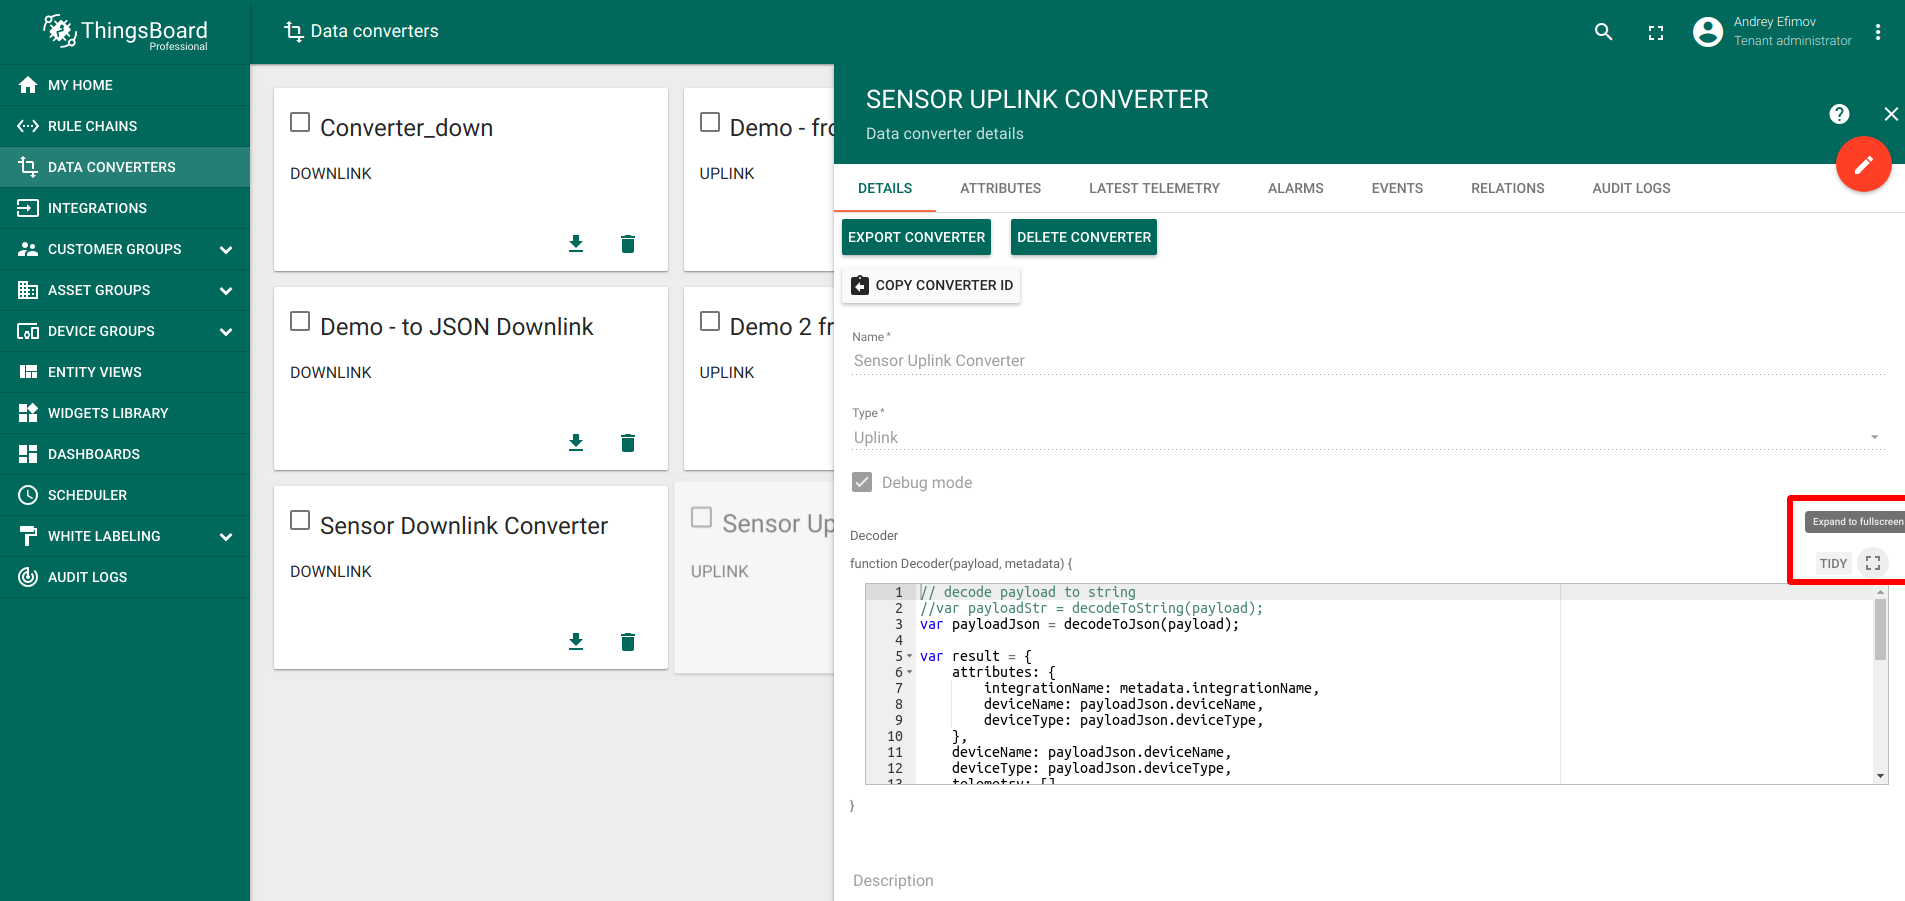 ThingsBoard
Professional
Data converters
Andrey Efimov
Tenant administrator
MY HOME
RULE CHAINS
DATA CONVERTERS
INTEGRATIONS
CUSTOMER GROUPS
ASSET GROUPS
DEVICE GROUPS
ENTITY VIEWS
WIDGETS LIBRARY
DASHBOARDS
SCHEDULER
WHITE LABELING
AUDIT LOGS
Converter_down
DOWNLINK
Demo - fro
UPLINK
Demo - to JSON Downlink
DOWNLINK
Demo 2 fr
UPLINK
Sensor Downlink Converter
DOWNLINK
Sensor Up
UPLINK
SENSOR UPLINK CONVERTER
Data converter details
?
DETAILS ATTRIBUTES LATEST TELEMETRY ALARMS EVENTS RELATIONS AUDIT LOGS
EXPORT CONVERTER DELETE CONVERTER
COPY CONVERTER ID
Name *
Sensor Uplink Converter
Type *
Uplink
Debug mode
Expand to fullscreen
Decoder
function Decoder(payload, metadata) {
TIDY
1 // decode payload to string
2 //var payloadStr = decodeToString(payload);
3 var payloadJson = decodeToJson(payload);
4
5 var result = {
6 attributes: {
7 integrationName: metadata.integrationName,
8 deviceName: payloadJson.deviceName,
9 deviceType: payloadJson.deviceType,
10 },
11 deviceName: payloadJson.deviceName,
12 deviceType: payloadJson.deviceType,
13 telemetry: []
}
Description